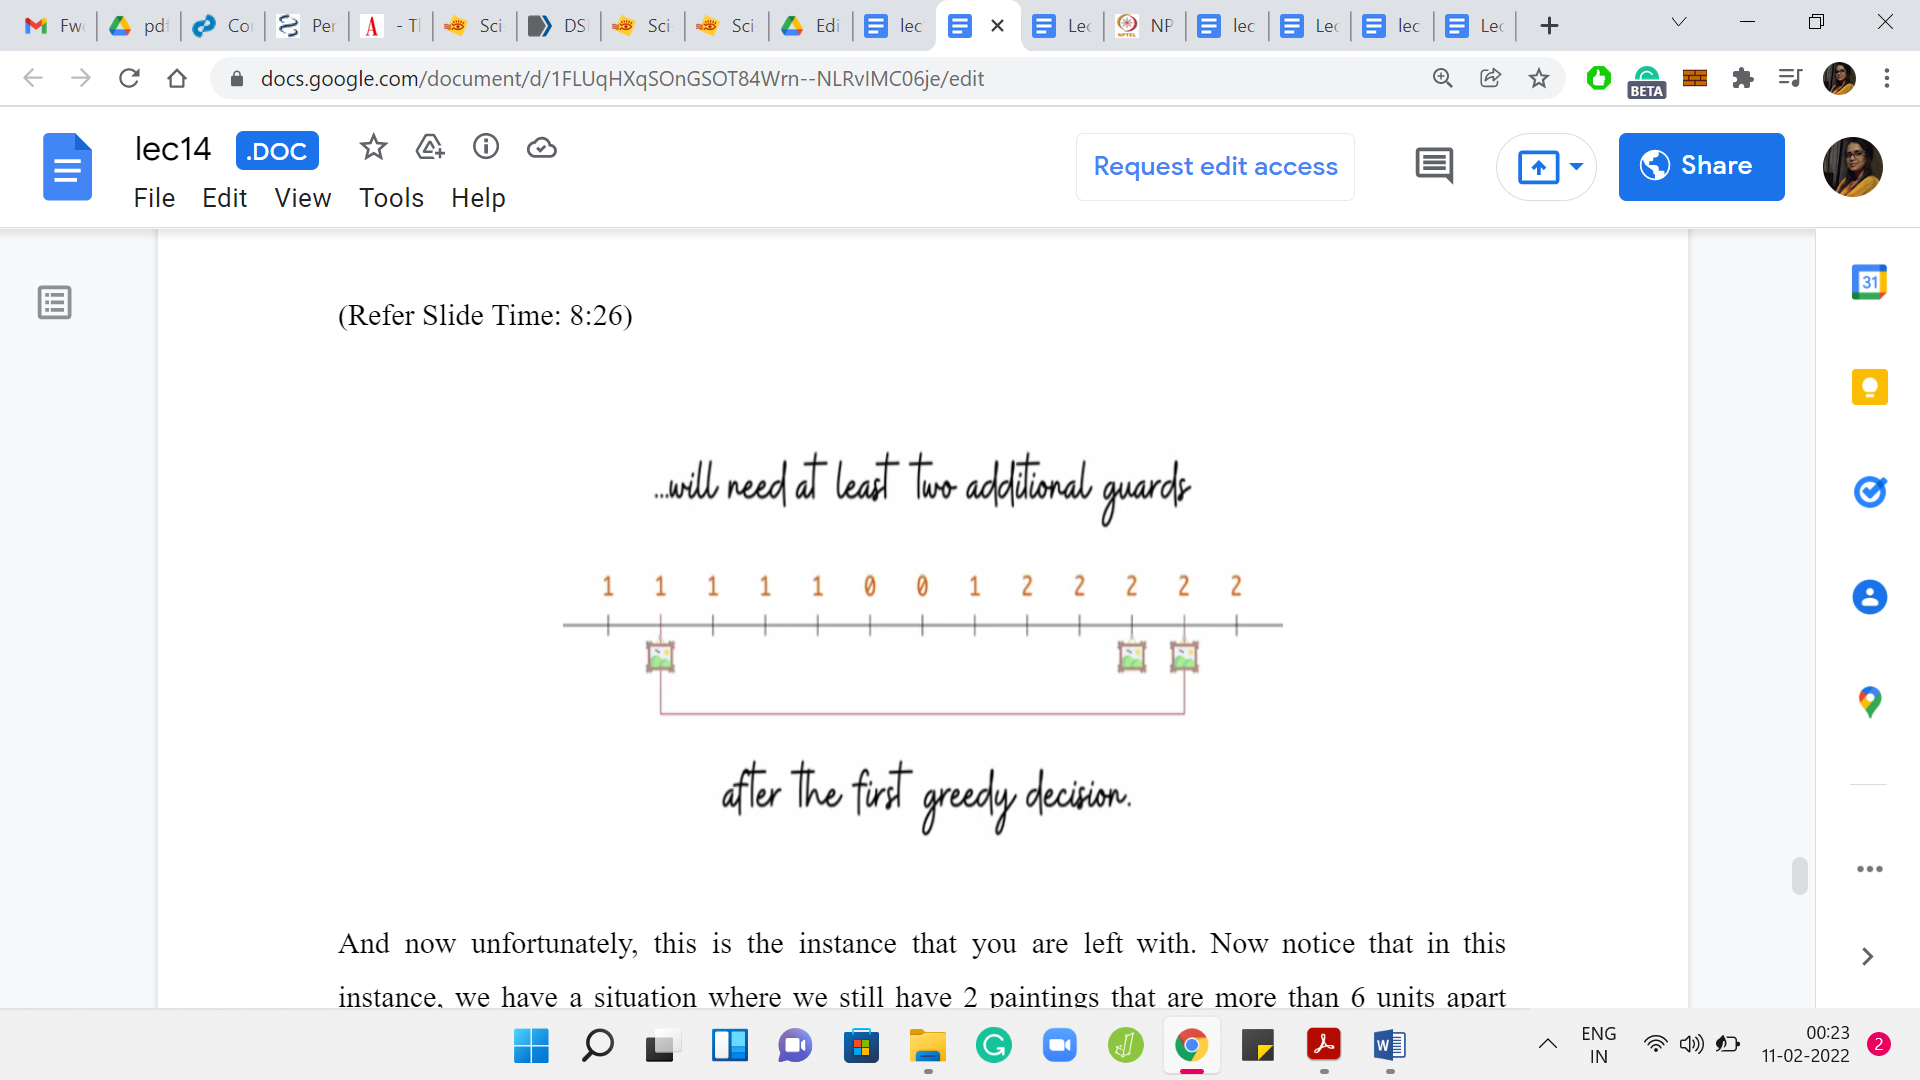 Fw
pdf
Co
Per
- Tl
Sci
DS
Sci
Sci
Edi
lec
Lec
NP
lec
Lec
lec
Lec
docs.google.com/document/d/1FLUqHXqSOnGSOT84Wrn--NLRvIMC06je/edit
BETA
lec14 .DOC
Request edit access
Share
File Edit View Tools Help
31
(Refer Slide Time: 8:26)
...will need at least two additional guards
1 1 1 1 1 0 0 1 2 2 2 2 2
after the first greedy decision.
And now unfortunately, this is the instance that you are left with. Now notice that in this
instance, we have a situation where we still have 2 paintings that are more than 6 units apart
ENG
IN
00:23
11-02-2022
2